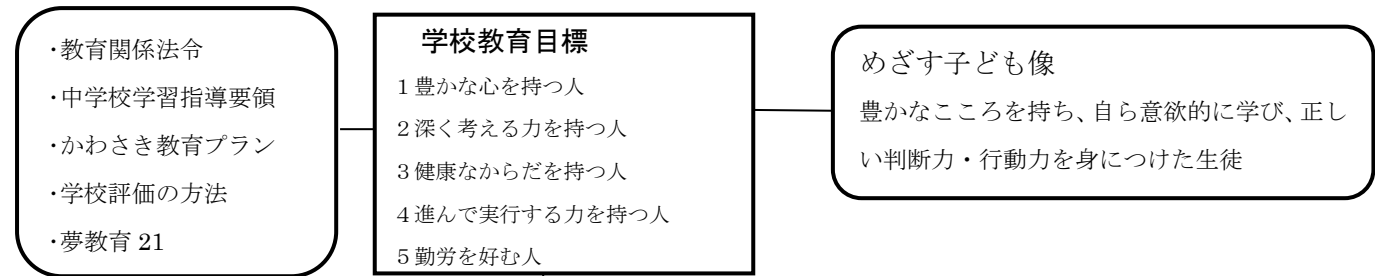 ・教育関係法令
・中学校学習指導要領
・かわさき教育プラン
・学校評価の方法
・夢教育 21
学校教育目標
1 豊かな心を持つ人
2 深く考える力を持つ人
3 健康なからだを持つ人
4 進んで実行する力を持つ人
5 勤労を好む人
めざす子ども像
豊かなこころを持ち、自ら意欲的に学び、正し
い判断力・行動力を身につけた生徒